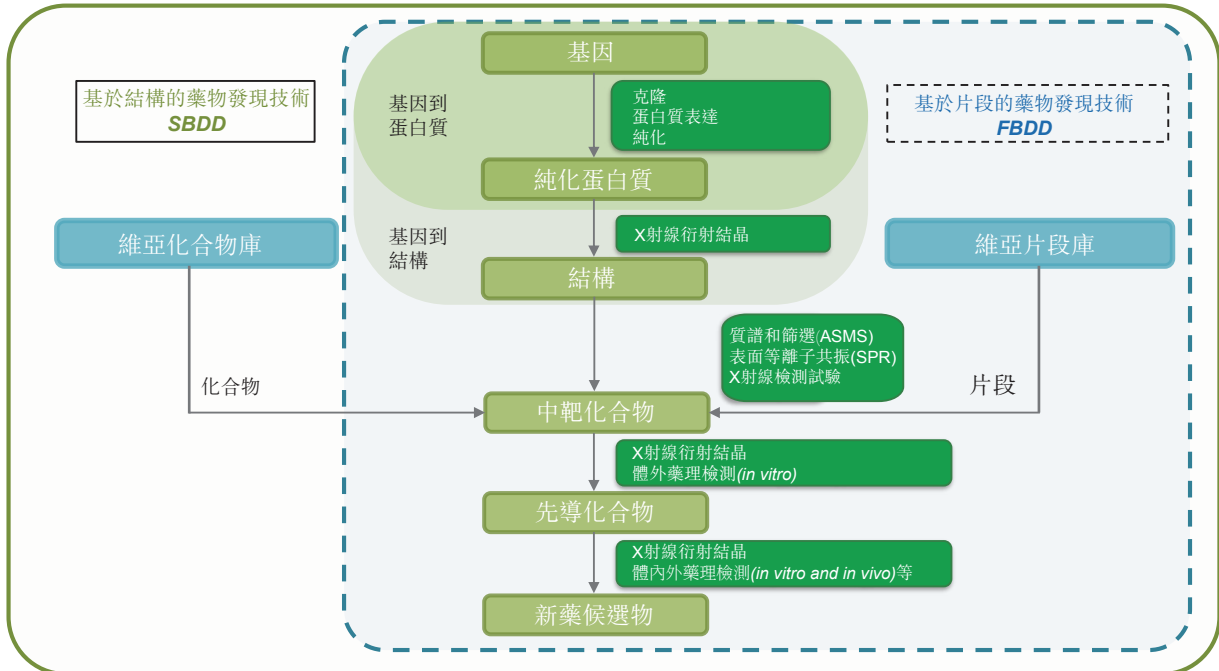 基因
基於結構的藥物發現技術
SBDD
基因到
蛋白質
克隆
蛋白質表達
純化
基於片段的藥物發現技術
FBDD
純化蛋白質
維亞化合物庫
基因到
結構
X射線衍射結晶
維亞片段庫
結構
質譜和篩選(ASMS)
表面等離子共振(SPR)
X射線檢測試驗
化合物
片段
中靶化合物
X射線衍射結晶
體外藥理檢測(in vitro)
先導化合物
X射線衍射結晶
體內外藥理檢測(in vitro and in vivo)等
新藥候選物